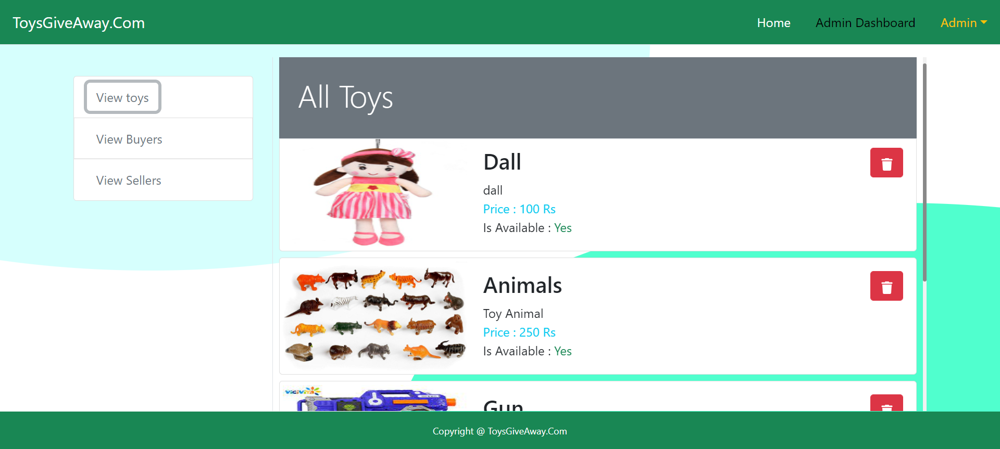 ToysGiveAway.Com
Home
Admin Dashboard
Admin
View toys
View Buyers
View Sellers
All Toys
Dall
dall
Price : 100 Rs
Is Available : Yes
Animals
Toy Animal
Price : 250 Rs
Is Available : Yes
Gun
Copyright @ ToysGiveAway.Com